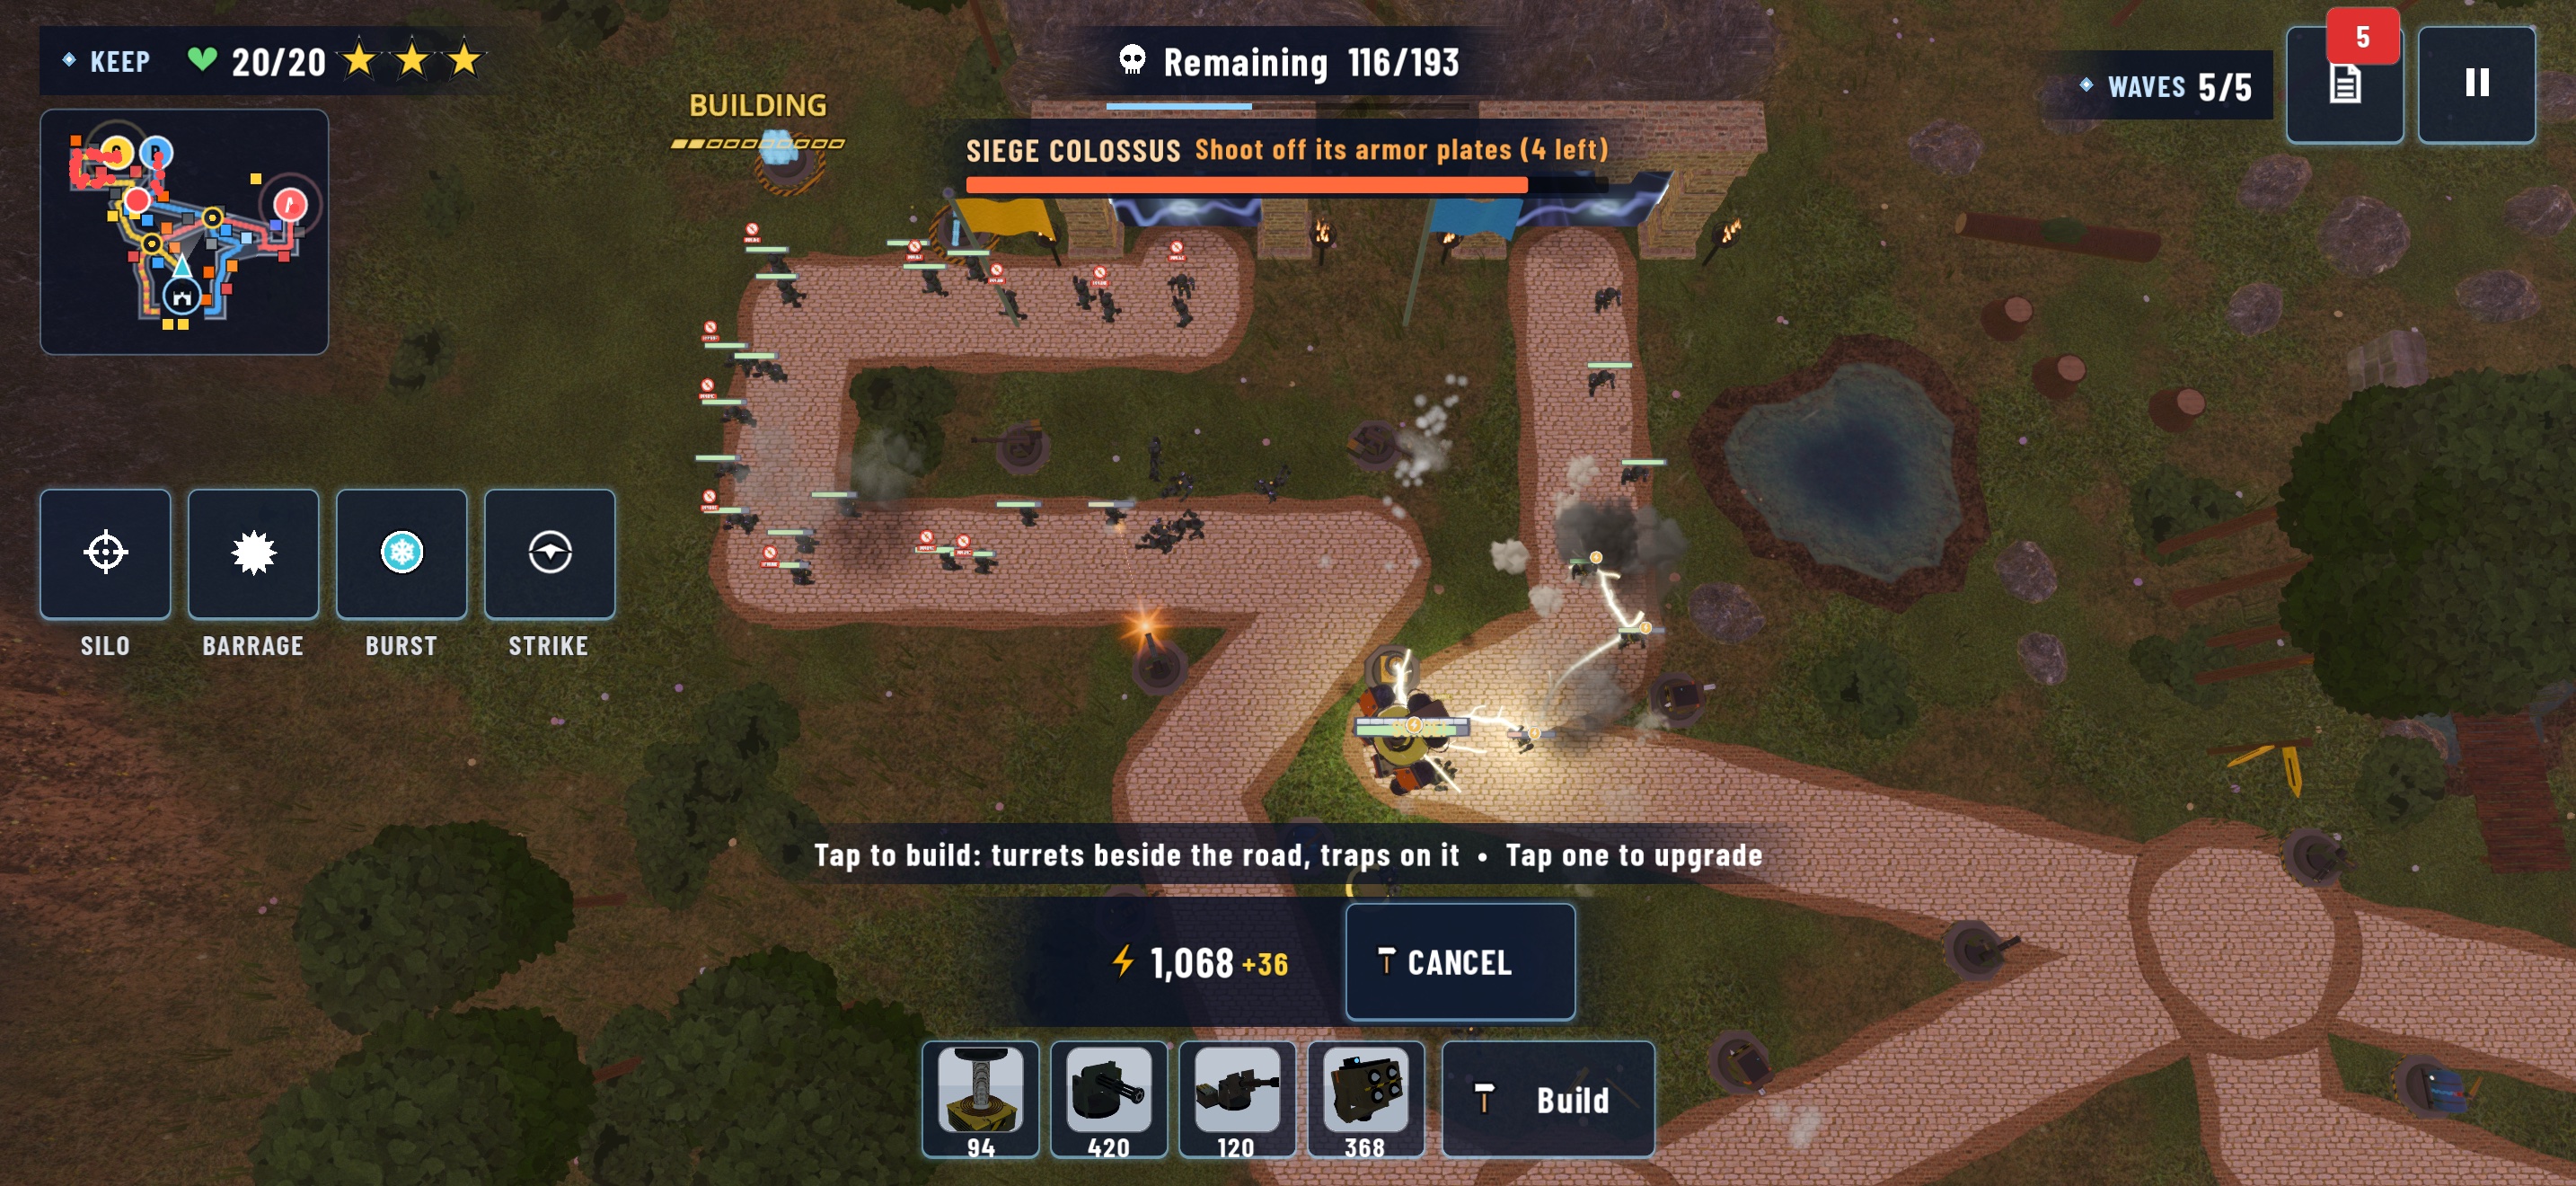 KEEP 20/20
Remaining 116/193
WAVES 5/5
5
BUILDING
SIEGE COLOSSUS Shoot off its armor plates (4 left)
SILO
BARRAGE
BURST
STRIKE
Tap to build: turrets beside the road, traps on it • Tap one to upgrade
1,068 +36
CANCEL
94
420
120
368
Build